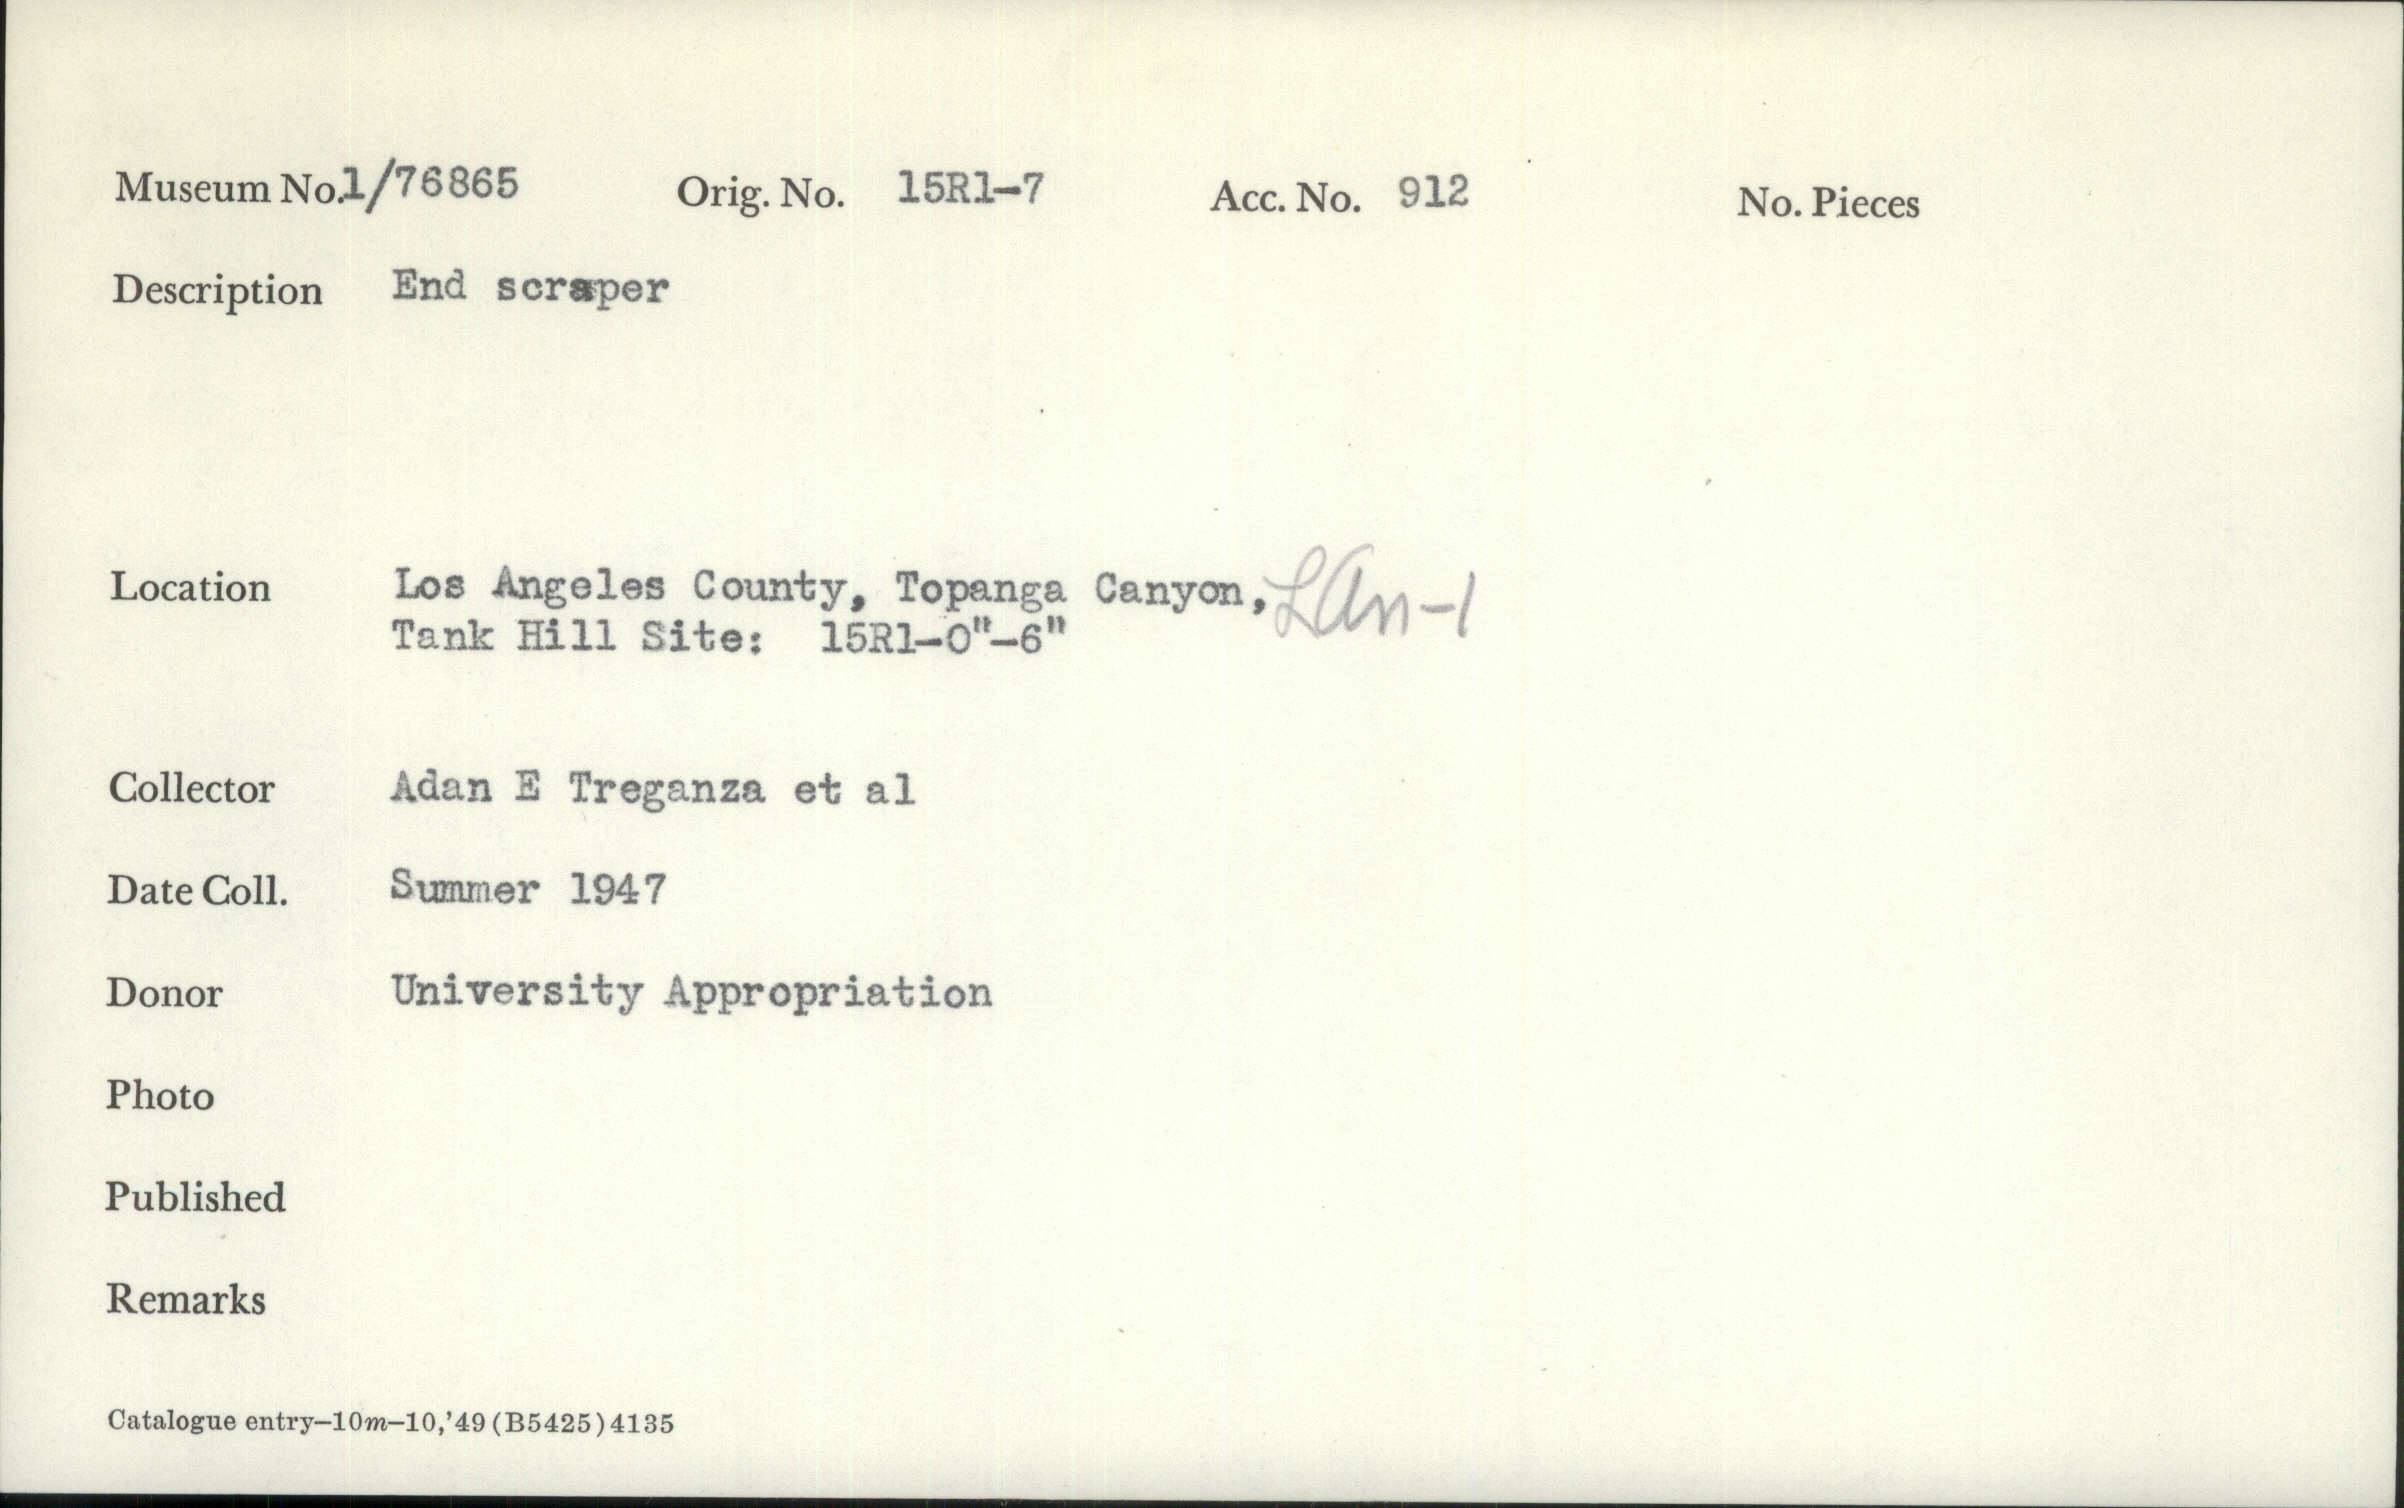 Museum No.1/76865 Orig. No. 15R1-7 Acc. No. 912 No. Pieces
Description End scraper
Location Los Angeles County, Topanga Canyon, LAn-1
Tank Hill Site: 15R1-0"-6"
Collector Adan E Treganza et al
Date Coll. Summer 1947
Donor University Appropriation
Photo
Published
Remarks
Catalogue entry–10m–10,'49(B5425)4135